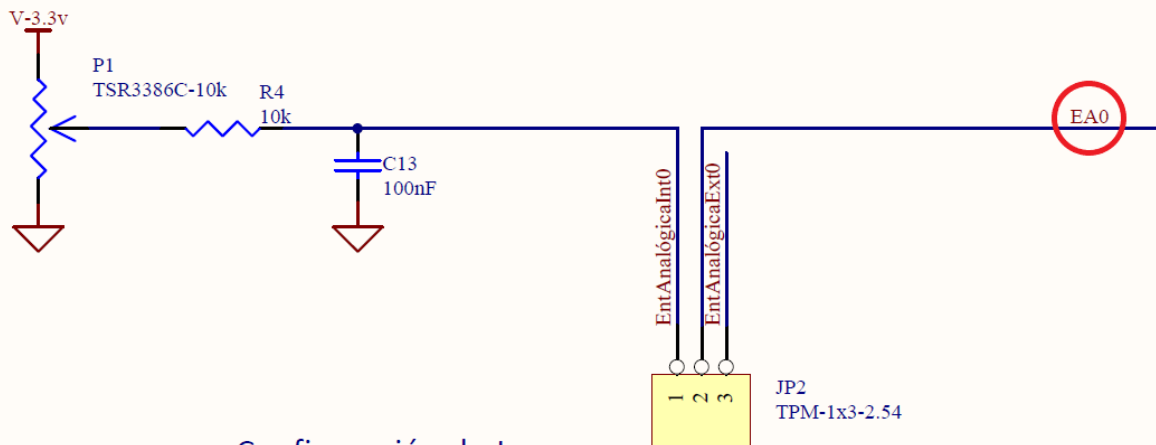 V-3.3v
P1
TSR3386C-10k
R4
10k
C13
100nF
EntAnalógicaInt0
EntAnalógicaExt0
EA0
1
2
3
JP2
TPM-1x3-2.54